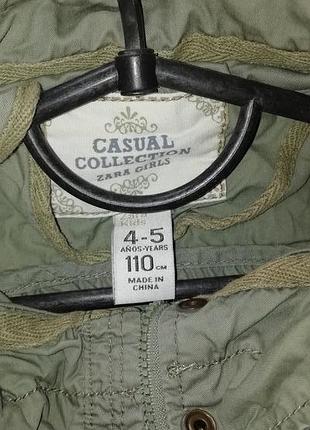 CASUAL
COLLECTION
ZARA GIRLS
4-5
AÑOS-YEARS
110 CM
MADE IN
CHINA